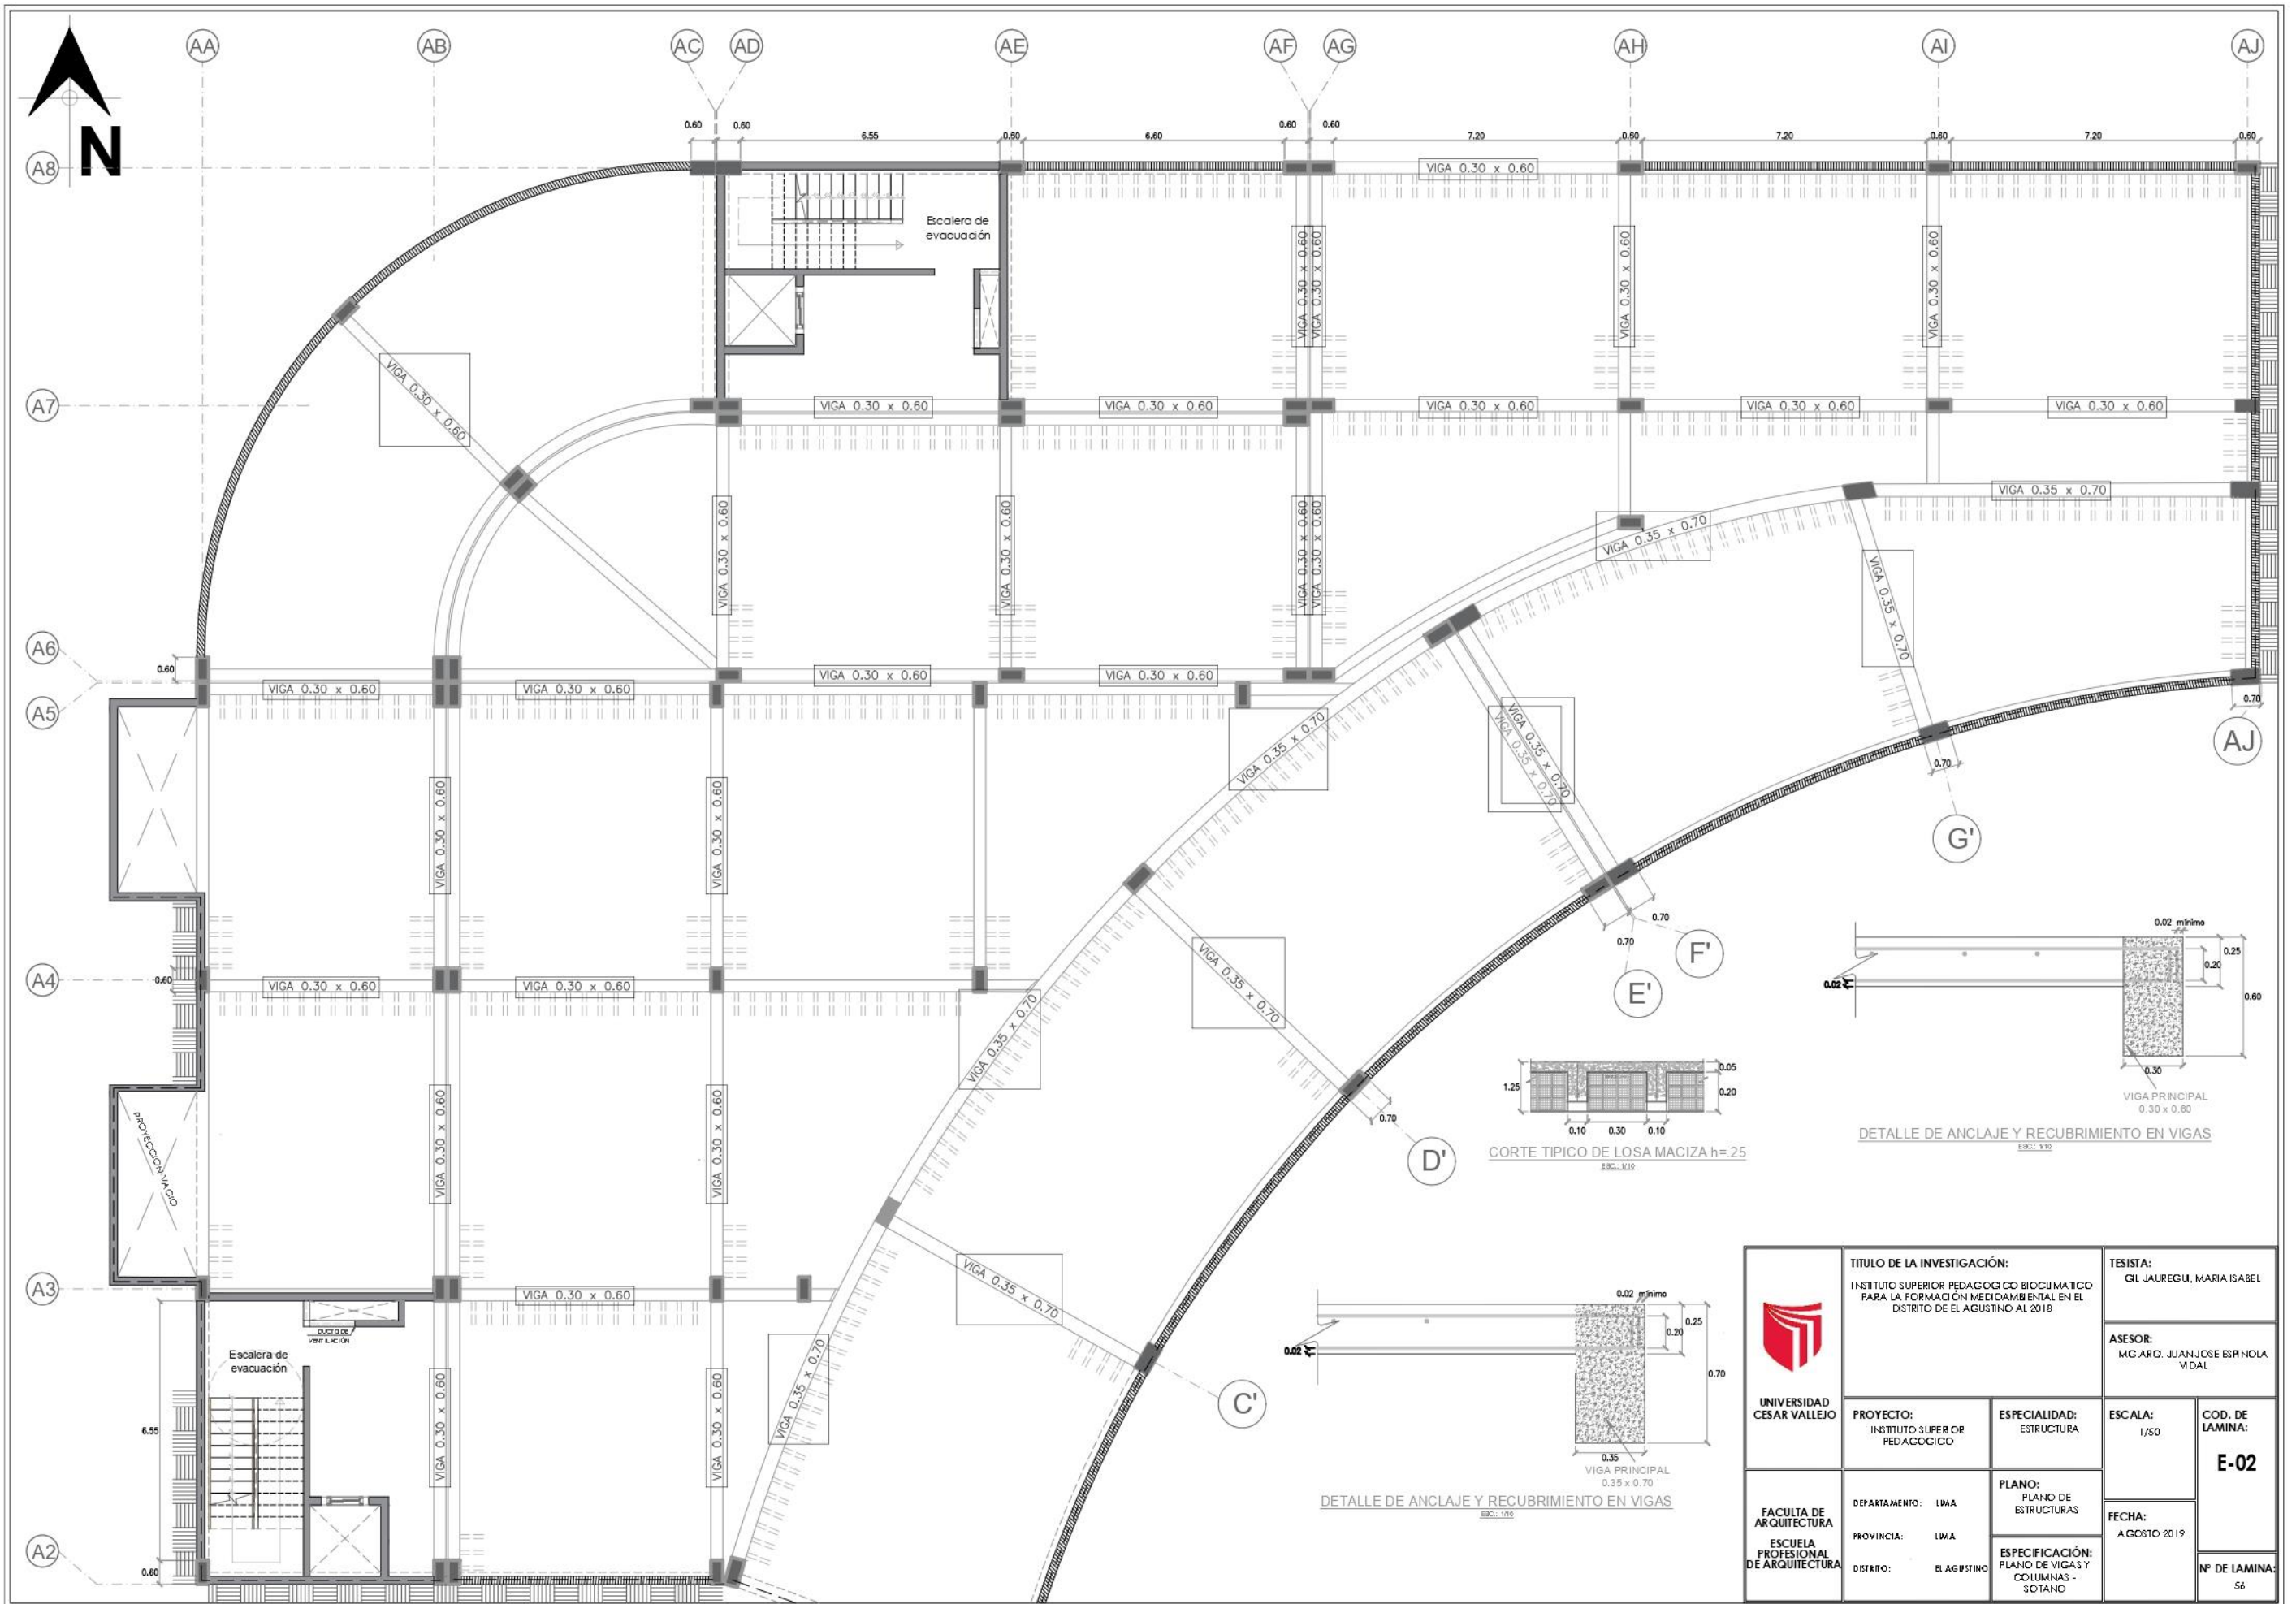 AA
AB
AC
AD
AE
AF
AG
AH
AI
AJ
N
0.60
0.60
6.55
0.60
6.60
0.60
0.60
7.20
0.60
7.20
0.60
7.20
0.60
A8
VIGA 0.30 x 0.60
Escalera de
evacuación
VIGA 0.30 x 0.60
VIGA 0.30 x 0.60
VIGA 0.30 x 0.60
VIGA 0.30 x 0.60
VIGA 0.30 x 0.60
A7
VIGA 0.30 x 0.60
VIGA 0.30 x 0.60
VIGA 0.30 x 0.60
VIGA 0.30 x 0.60
VIGA 0.30 x 0.60
VIGA 0.35 x 0.70
VIGA 0.30 x 0.60
VIGA 0.30 x 0.60
VIGA 0.30 x 0.60
VIGA 0.30 x 0.60
VIGA 0.35 x 0.70
VIGA 0.35 x 0.70
A6
0.60
VIGA 0.30 x 0.60
VIGA 0.30 x 0.60
VIGA 0.30 x 0.60
VIGA 0.30 x 0.60
A5
0.70
AJ
VIGA 0.35 x 0.70
VIGA 0.35 x 0.70
VIGA 0.35 x 0.70
0.70
G'
VIGA 0.30 x 0.60
VIGA 0.30 x 0.60
0.70
0.70
F'
E'
A4
0.60
VIGA 0.30 x 0.60
VIGA 0.30 x 0.60
VIGA 0.35 x 0.70
VIGA 0.35 x 0.70
0.02 mínimo
0.25
0.20
0.02
0.60
0.30
VIGA PRINCIPAL
0.30 x 0.60
DETALLE DE ANCLAJE Y RECUBRIMIENTO EN VIGAS
ESC.: 1/10
0.05
1.25
0.20
0.10
0.30
0.10
CORTE TIPICO DE LOSA MACIZA h=.25
ESC.: 1/10
0.70
D'
PROYECCION VACIO
VIGA 0.30 x 0.60
VIGA 0.30 x 0.60
A3
VIGA 0.30 x 0.60
VIGA 0.35 x 0.70
DUCTO DE
VENTILACIÓN
Escalera de
evacuación
6.55
VIGA 0.30 x 0.60
VIGA 0.30 x 0.60
VIGA 0.35 x 0.70
C'
0.02 mínimo
0.25
0.20
0.02
0.70
0.35
VIGA PRINCIPAL
0.35 x 0.70
DETALLE DE ANCLAJE Y RECUBRIMIENTO EN VIGAS
ESC.: 1/10
A2
0.60
UNIVERSIDAD
CESAR VALLEJO
FACULTA DE
ARQUITECTURA
ESCUELA
PROFESIONAL
DE ARQUITECTURA
TITULO DE LA INVESTIGACIÓN:
INSTITUTO SUPERIOR PEDAGOGICO BIOCLIMATICO
PARA LA FORMACIÓN MEDIOAMBIENTAL EN EL
DISTRITO DE EL AGUSTINO AL 2018
TESISTA:
GIL JAUREGUI, MARIA ISABEL
ASESOR:
MG.ARQ. JUAN JOSE ESPINOLA
VIDAL
PROYECTO:
INSTITUTO SUPERIOR
PEDAGOGICO
ESPECIALIDAD:
ESTRUCTURA
ESCALA:
1/50
COD. DE
LAMINA:
E-02
DEPARTAMENTO: LIMA
PROVINCIA: LIMA
DISTRITO: EL AGUSTINO
PLANO:
PLANO DE
ESTRUCTURAS
ESPECIFICACIÓN:
PLANO DE VIGAS Y
COLUMNAS -
SOTANO
FECHA:
AGOSTO 2019
Nº DE LAMINA:
56